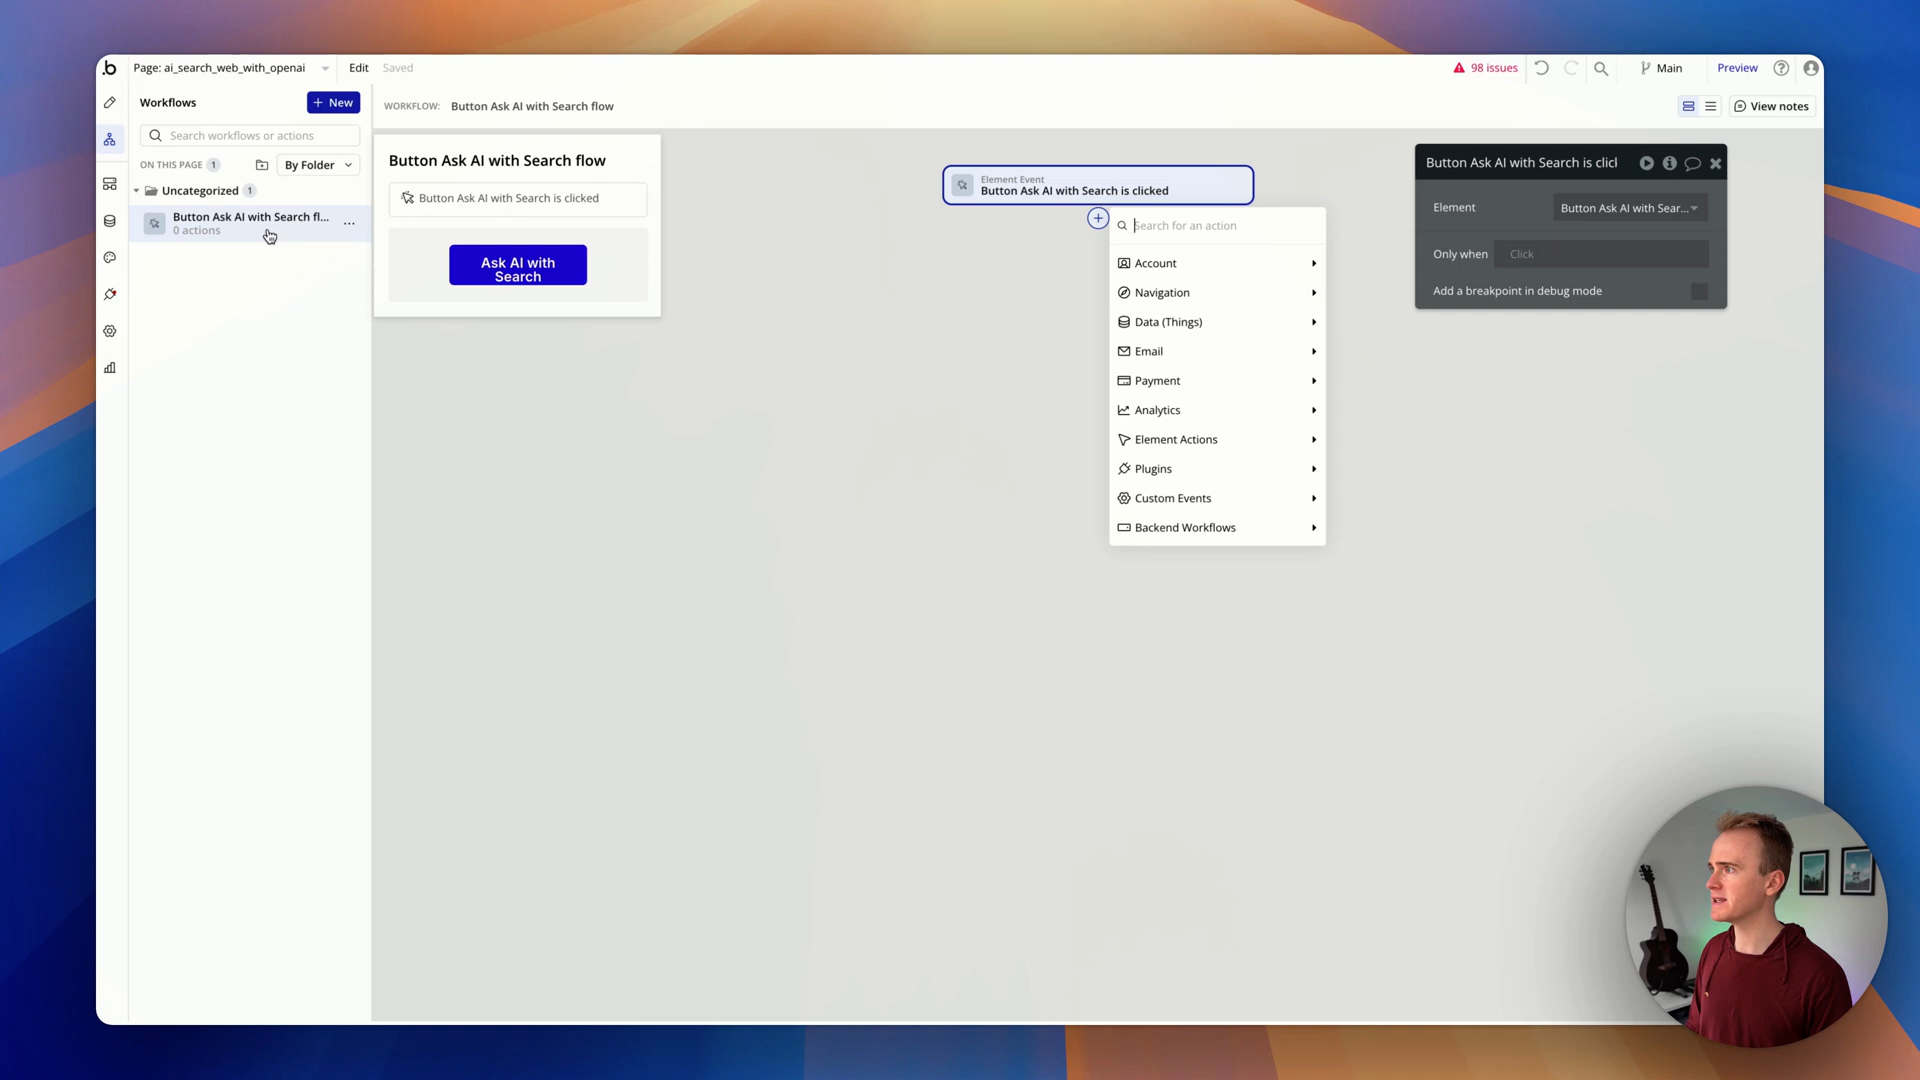 .b
Page: ai_search_web_with_openai
Edit
Saved
98 issues
Main
Preview
Workflows
+ New
WORKFLOW:
Button Ask AI with Search flow
View notes
Search workflows or actions
ON THIS PAGE 1
By Folder
Uncategorized 1
Button Ask AI with Search fl...
0 actions
Button Ask AI with Search flow
Button Ask AI with Search is clicked
Ask AI with
Search
Element Event
Button Ask AI with Search is clicked
Search for an action
Account
Navigation
Data (Things)
Email
Payment
Analytics
Element Actions
Plugins
Custom Events
Backend Workflows
Button Ask AI with Search is clicl
Element
Button Ask AI with Sear...
Only when
Click
Add a breakpoint in debug mode